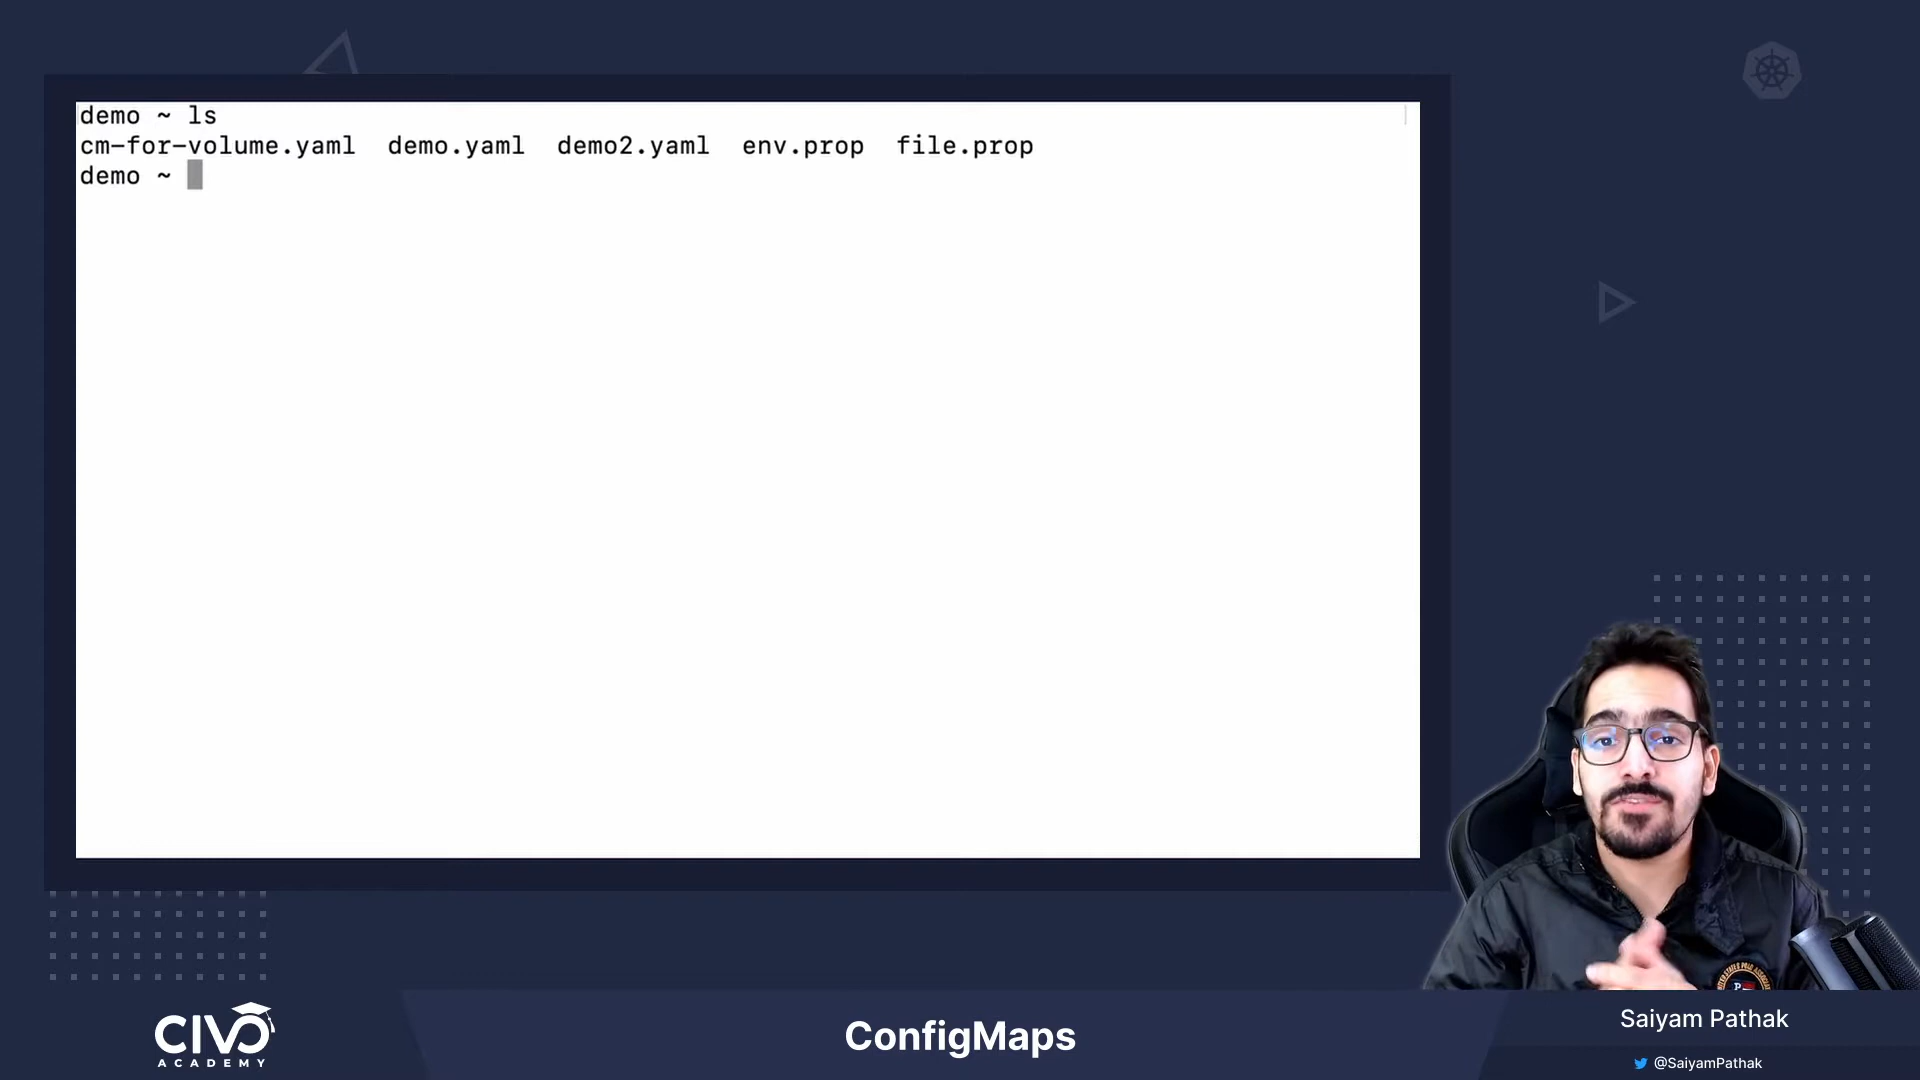 demo ~ ls
cm-for-volume.yaml  demo.yaml  demo2.yaml  env.prop  file.prop
demo ~
CIVO
ACADEMY
ConfigMaps
Saiyam Pathak
@SaiyamPathak